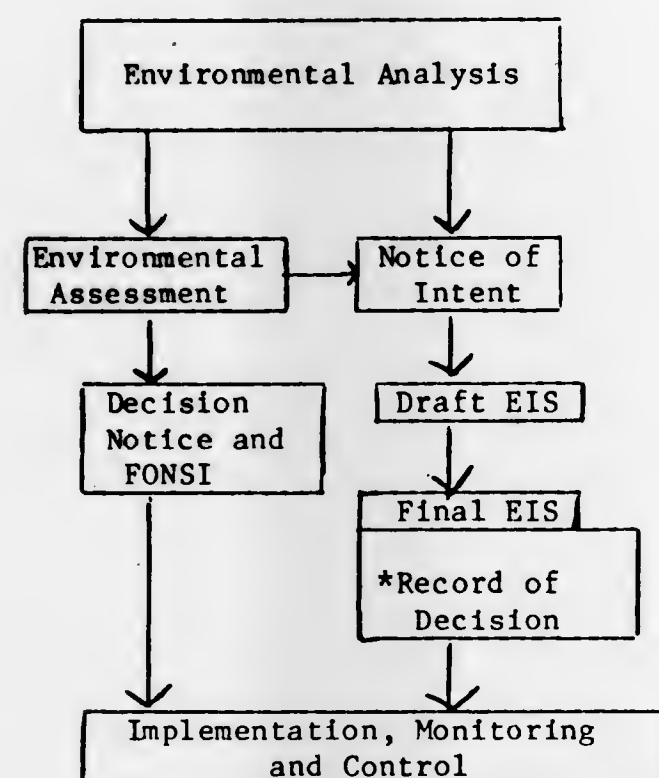 Environmental Analysis
Environmental
Assessment
Notice of
Intent
Decision
Notice and
FONSI
Draft EIS
Final EIS
*Record of
Decision
Implementation, Monitoring
and Control